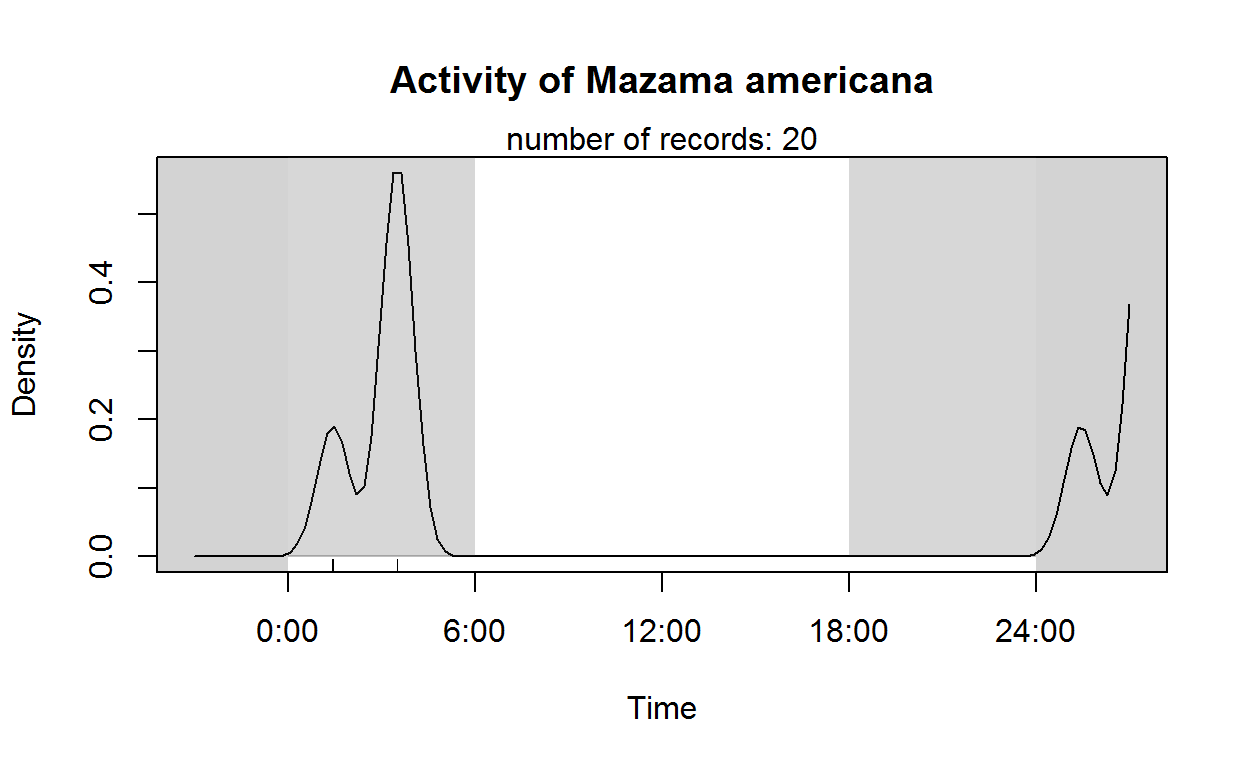 Activity of Mazama americana
number of records: 20
Density
0.4
0.2
0.0
0:00 6:00 12:00 18:00 24:00
Time